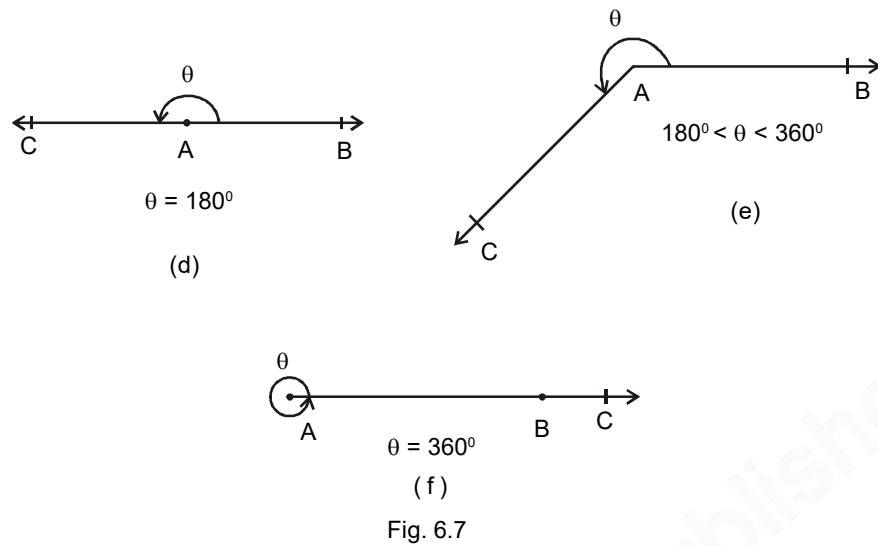 θ
C A B
θ = 180⁰
(d)
θ
A B
180⁰ < θ < 360⁰
C
(e)
θ
A B C
θ = 360⁰
( f )
Fig. 6.7